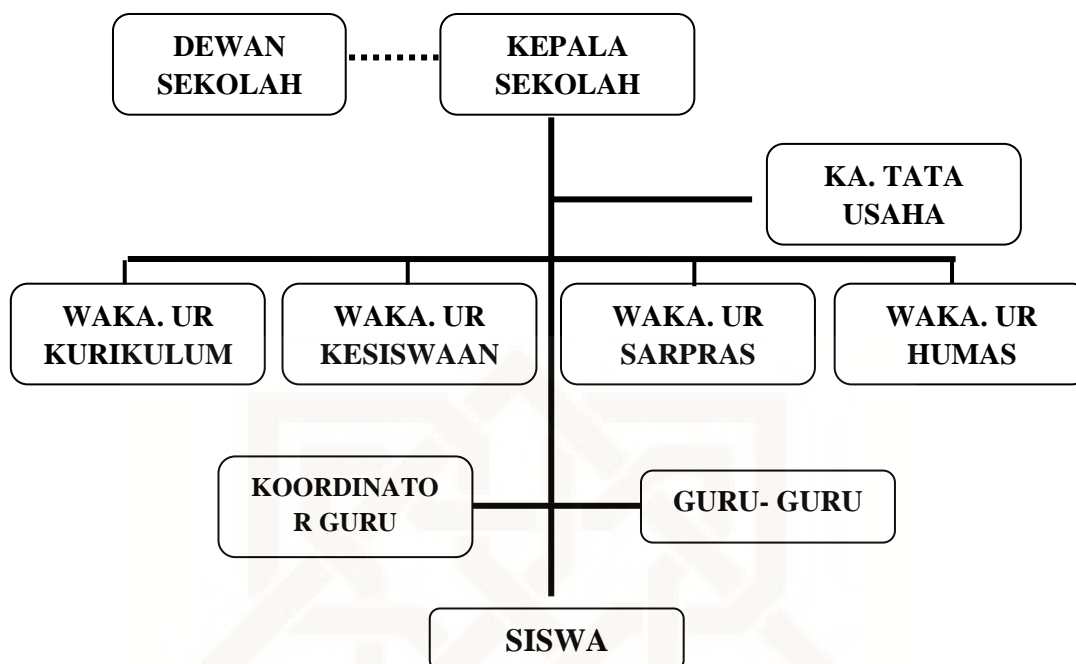 DEWAN
SEKOLAH
KEPALA
SEKOLAH
KA. TATA
USAHA
WAKA. UR
KURIKULUM
WAKA. UR
KESISWAAN
WAKA. UR
SARPRAS
WAKA. UR
HUMAS
KOORDINATO
R GURU
GURU- GURU
SISWA